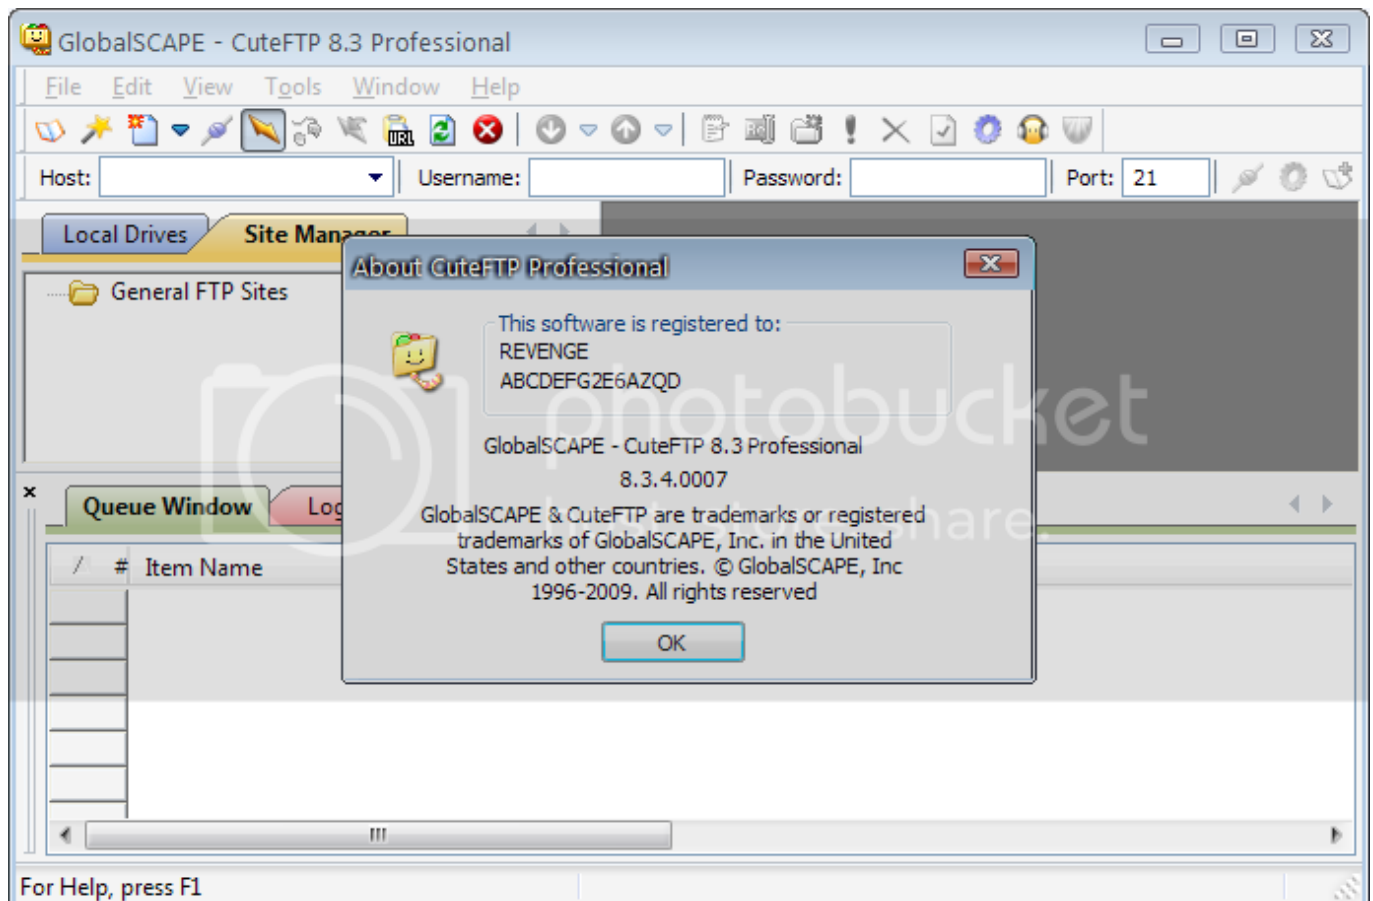 GlobalSCAPE - CuteFTP 8.3 Professional
File Edit View Tools Window Help
URL
Host: Username: Password: Port: 21
Local Drives Site Manager
General FTP Sites
About CuteFTP Professional
This software is registered to:
REVENGE
ABCDEFG2E6AZQD
photobucket
GlobalSCAPE - CuteFTP 8.3 Professional
8.3.4.0007
Queue Window Log
GlobalSCAPE & CuteFTP are trademarks or registered
trademarks of GlobalSCAPE, Inc. in the United
States and other countries. © GlobalSCAPE, Inc
1996-2009. All rights reserved
# Item Name
OK
For Help, press F1